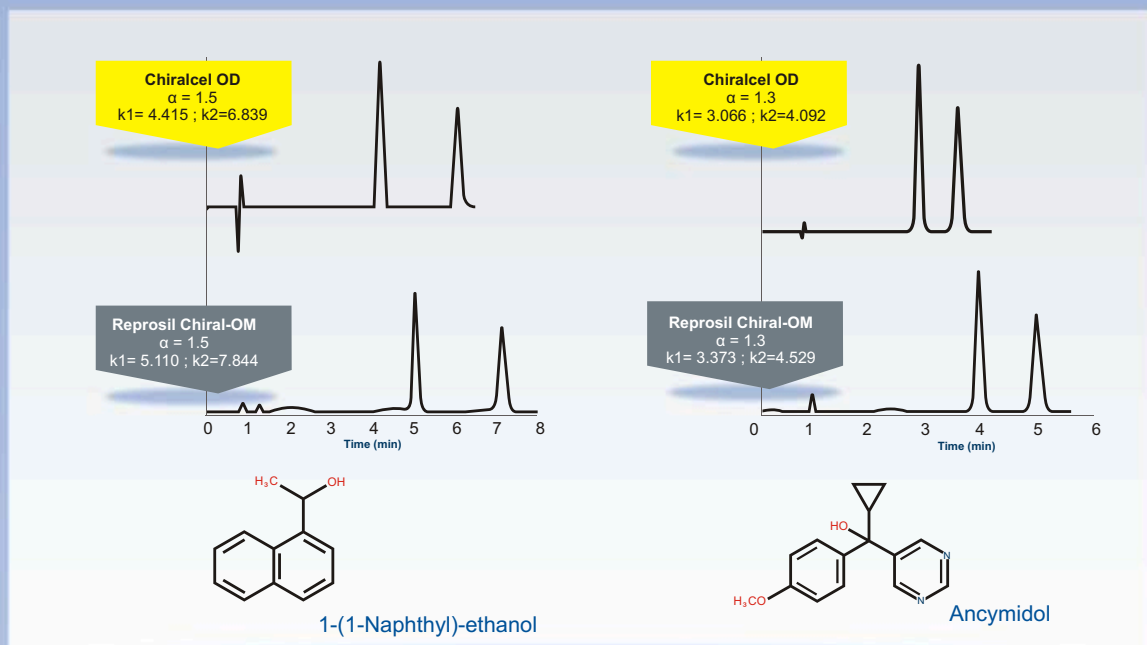 Chiralcel OD
α = 1.5
k1= 4.415 ; k2=6.839
Reprosil Chiral-OM
α = 1.5
k1= 5.110 ; k2=7.844
0 1 2 3 4 5 6 7 8
Time (min)
H₃C OH
1-(1-Naphthyl)-ethanol
Chiralcel OD
α = 1.3
k1= 3.066 ; k2=4.092
Reprosil Chiral-OM
α = 1.3
k1= 3.373 ; k2=4.529
0 1 2 3 4 5 6
Time (min)
HO
N
H₃CO N
Ancymidol